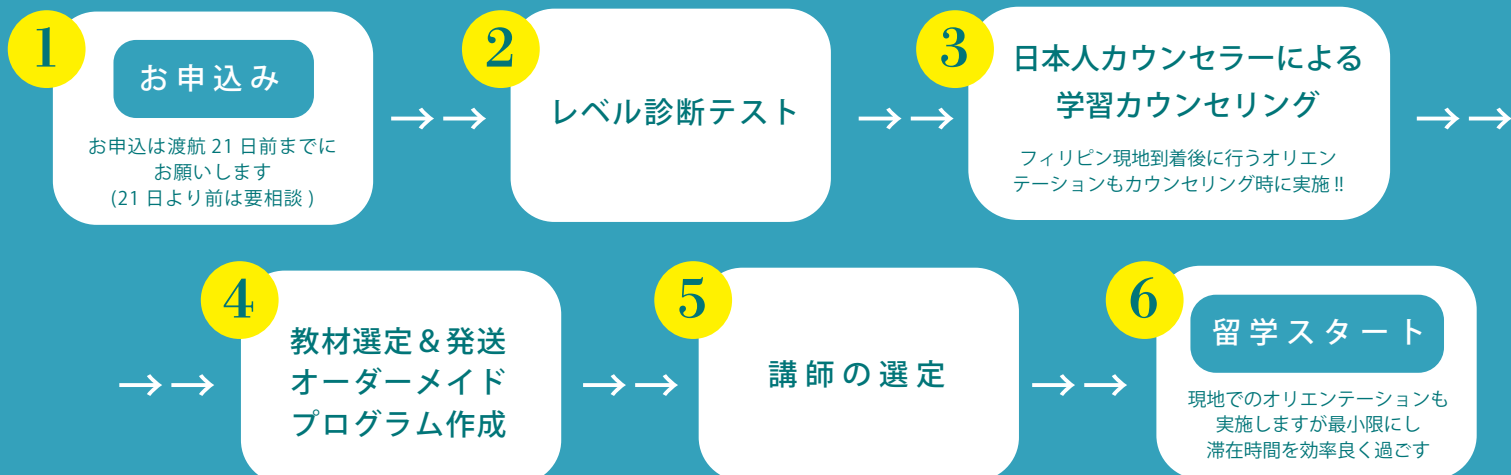 1
お申込み
お申込は渡航 21 日前までに
お願いします
(21 日より前は要相談 )
→→
2
レベル診断テスト
→→
3
日本人カウンセラーによる
学習カウンセリング
フィリピン現地到着後に行うオリエン
テーションもカウンセリング時に実施 !!
→→
→→
4
教材選定&発送
オーダーメイド
プログラム作成
→→
5
講師の選定
→→
6
留学スタート
現地でのオリエンテーションも
実施しますが最小限にし
滞在時間を効率良く過ごす